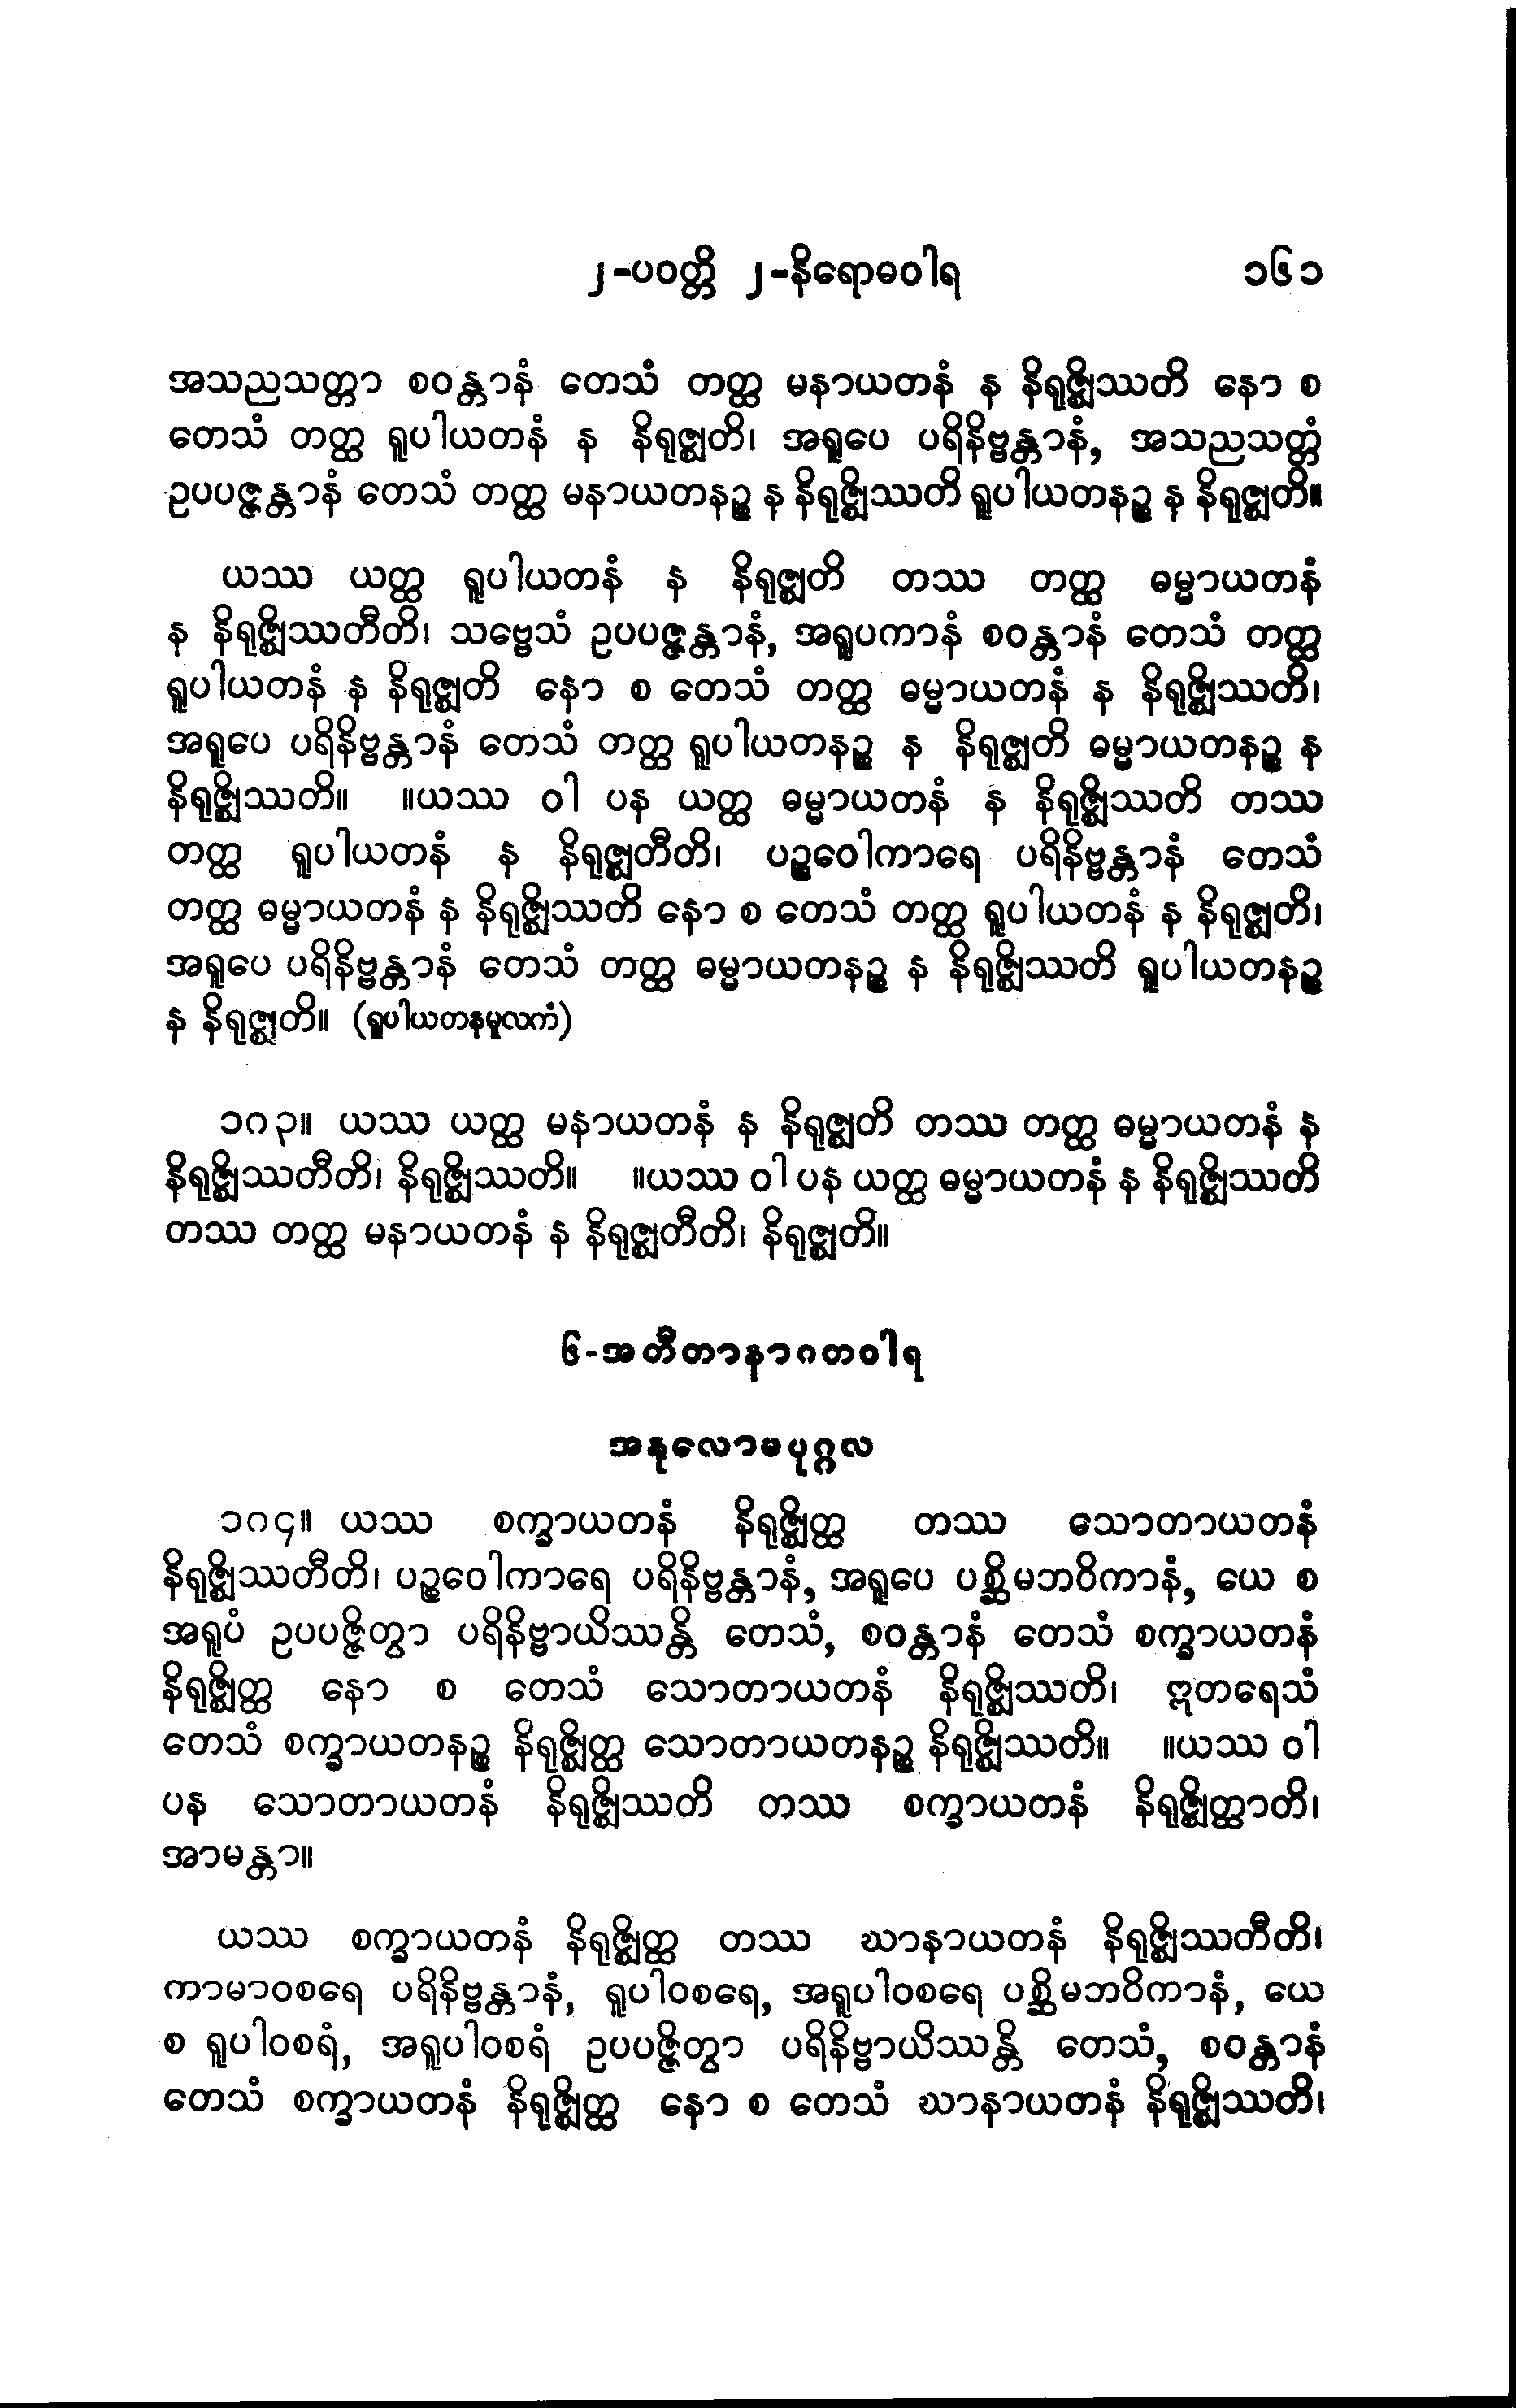 ၂-ပဝတ္တိ ၂-နိရောဓဝါရ ၁၆၁
အသညသတ္တာ စဝန္တာနံ တေသံ တတ္ထ မနာယတနံ န နိရုဇ္ဈိဿတိ နော စ
တေသံ တတ္ထ ရူပါယတနံ န နိရုဇ္ဈတိ၊ အရူပေ ပရိနိဗ္ဗန္တာနံ, အသညသတ္တံ
ဥပပဇ္ဇန္တာနံ တေသံ တတ္ထ မနာယတနဉ္စ န နိရုဇ္ဈိဿတိ ရူပါယတနဉ္စ န နိရုဇ္ဈတိ။
ယဿ ယတ္ထ ရူပါယတနံ န နိရုဇ္ဈတိ တဿ တတ္ထ ဓမ္မာယတနံ
န နိရုဇ္ဈိဿတီတိ၊ သဗ္ဗေသံ ဥပပဇ္ဇန္တာနံ, အရူပကာနံ စဝန္တာနံ တေသံ တတ္ထ
ရူပါယတနံ န နိရုဇ္ဈတိ နော စ တေသံ တတ္ထ ဓမ္မာယတနံ န နိရုဇ္ဈိဿတိ၊
အရူပေ ပရိနိဗ္ဗန္တာနံ တေသံ တတ္ထ ရူပါယတနဉ္စ န နိရုဇ္ဈတိ ဓမ္မာယတနဉ္စ န
နိရုဇ္ဈိဿတိ။ ။ယဿ ဝါ ပန ယတ္ထ ဓမ္မာယတနံ န နိရုဇ္ဈိဿတိ တဿ
တတ္ထ ရူပါယတနံ န နိရုဇ္ဈတီတိ၊ ပဉ္စဝေါကာရေ ပရိနိဗ္ဗန္တာနံ တေသံ
တတ္ထ ဓမ္မာယတနံ န နိရုဇ္ဈိဿတိ နော စ တေသံ တတ္ထ ရူပါယတနံ န နိရုဇ္ဈတိ၊
အရူပေ ပရိနိဗ္ဗန္တာနံ တေသံ တတ္ထ ဓမ္မာယတနဉ္စ န နိရုဇ္ဈိဿတိ ရူပါယတနဉ္စ
န နိရုဇ္ဈတိ။ (ရူပါယတနမူလကံ)
၁၀၃။ ယဿ ယတ္ထ မနာယတနံ န နိရုဇ္ဈတိ တဿ တတ္ထ ဓမ္မာယတနံ န
နိရုဇ္ဈိဿတီတိ၊ နိရုဇ္ဈိဿတိ။ ။ယဿ ဝါ ပန ယတ္ထ ဓမ္မာယတနံ န နိရုဇ္ဈိဿတိ
တဿ တတ္ထ မနာယတနံ န နိရုဇ္ဈတီတိ၊ နိရုဇ္ဈတိ။
၆-အတီတာနာဂတဝါရ
အနုလောမပုဂ္ဂလ
၁၀၄။ ယဿ စက္ခာယတနံ နိရုဇ္ဈိတ္ထ တဿ သောတာယတနံ
နိရုဇ္ဈိဿတီတိ၊ ပဉ္စဝေါကာရေ ပရိနိဗ္ဗန္တာနံ, အရူပေ ပစ္ဆိမဘဝိကာနံ, ယေ စ
အရူပံ ဥပပဇ္ဇိတွာ ပရိနိဗ္ဗာယိဿန္တိ တေသံ, စဝန္တာနံ တေသံ စက္ခာယတနံ
နိရုဇ္ဈိတ္ထ နော စ တေသံ သောတာယတနံ နိရုဇ္ဈိဿတိ၊ ဣတရေသံ
တေသံ စက္ခာယတနဉ္စ နိရုဇ္ဈိတ္ထ သောတာယတနဉ္စ နိရုဇ္ဈိဿတိ။ ။ယဿ ဝါ
ပန သောတာယတနံ နိရုဇ္ဈိဿတိ တဿ စက္ခာယတနံ နိရုဇ္ဈိတ္ထာတိ၊
အာမန္တာ။
ယဿ စက္ခာယတနံ နိရုဇ္ဈိတ္ထ တဿ ဃာနာယတနံ နိရုဇ္ဈိဿတီတိ၊
ကာမာဝစရေ ပရိနိဗ္ဗန္တာနံ, ရူပါဝစရေ, အရူပါဝစရေ ပစ္ဆိမဘဝိကာနံ, ယေ
စ ရူပါဝစရံ, အရူပါဝစရံ ဥပပဇ္ဇိတွာ ပရိနိဗ္ဗာယိဿန္တိ တေသံ, စဝန္တာနံ
တေသံ စက္ခာယတနံ နိရုဇ္ဈိတ္ထ နော စ တေသံ ဃာနာယတနံ နိရုဇ္ဈိဿတိ၊